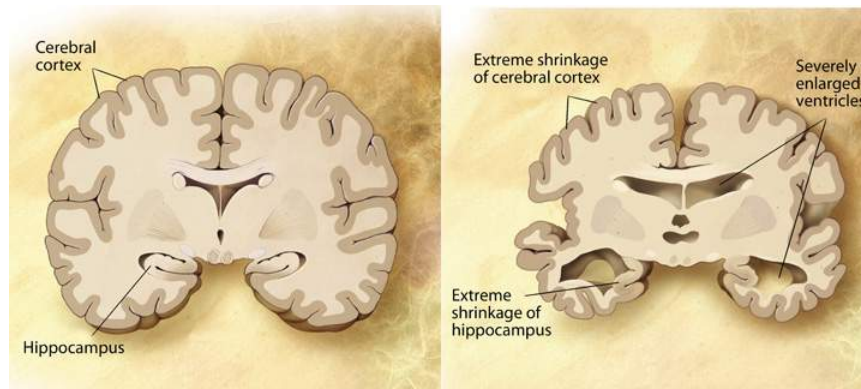 Cerebral
cortex
Hippocampus
Extreme shrinkage
of cerebral cortex
Severely
enlarged
ventricles
Extreme
shrinkage of
hippocampus